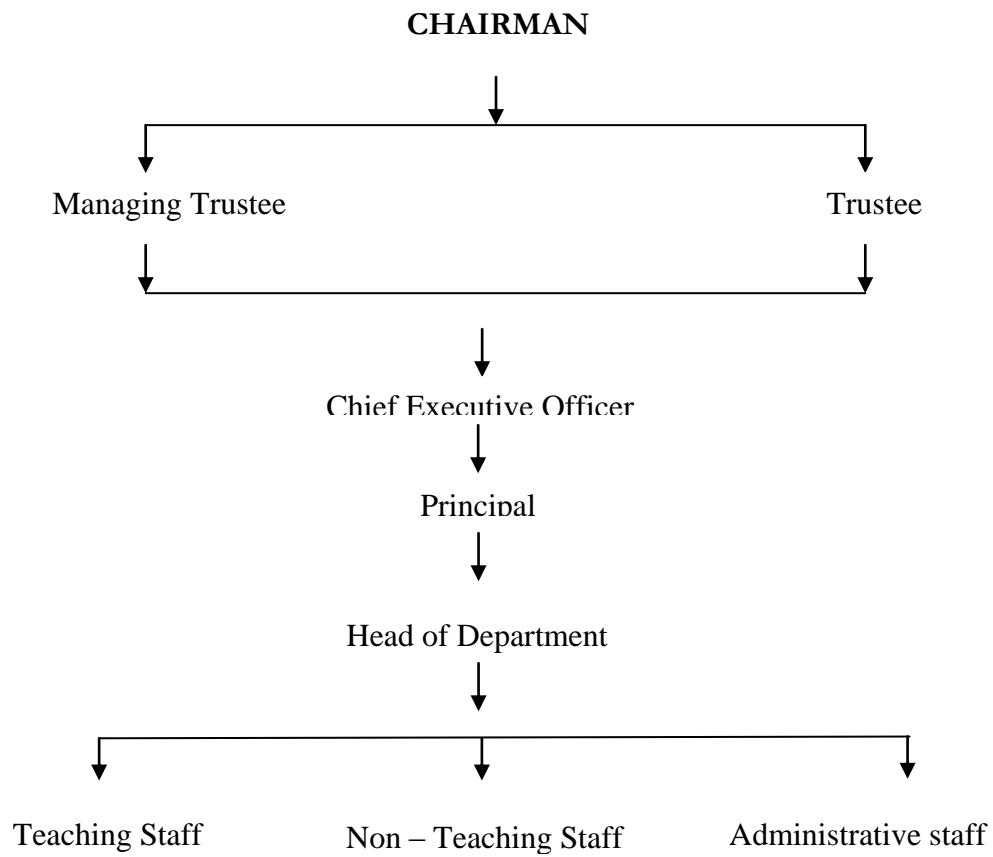 CHAIRMAN
Managing Trustee
Trustee
Chief Executive Officer
Principal
Head of Department
Teaching Staff
Non – Teaching Staff
Administrative staff